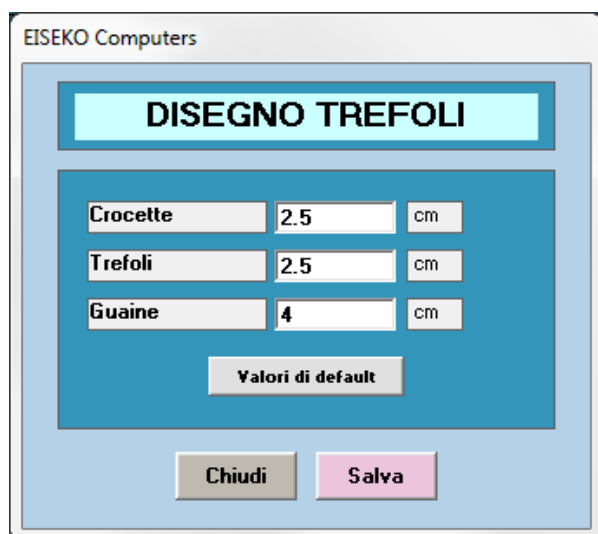 EISEKO Computers
DISEGNO TREFOLI
Crocette 2.5 cm
Trefoli 2.5 cm
Guaine 4 cm
Valori di default
Chiudi Salva